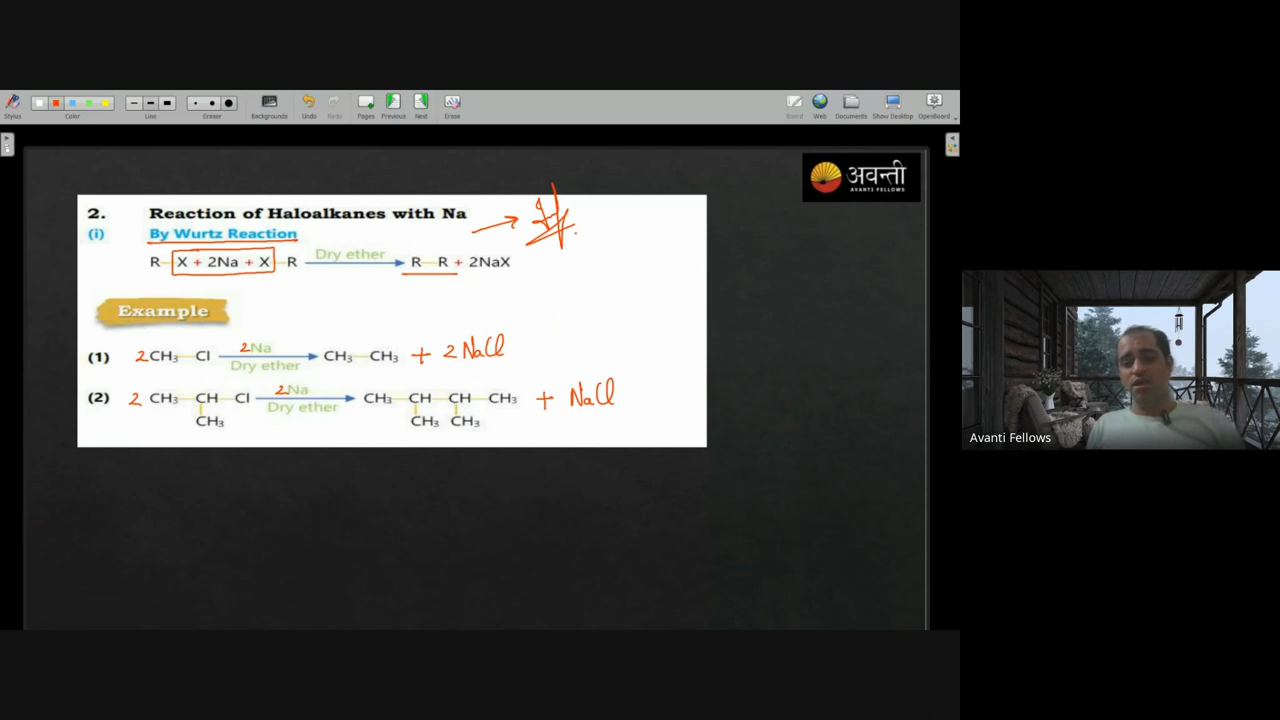 Stylus Color Line Eraser Backgrounds Undo Redo Pages Previous Next Erase Board Web Documents Show Desktop OpenBoard
अवन्ती
AVANTI FELLOWS
2. Reaction of Haloalkanes with Na
(i) By Wurtz Reaction
R X + 2Na + X R Dry ether R R + 2NaX
Example
(1) 2CH₃ Cl 2Na Dry ether CH₃ CH₃ + 2NaCl
(2) 2 CH₃ CH Cl 2Na Dry ether CH₃ CH CH CH₃ + NaCl
CH₃ CH₃ CH₃
Avanti Fellows